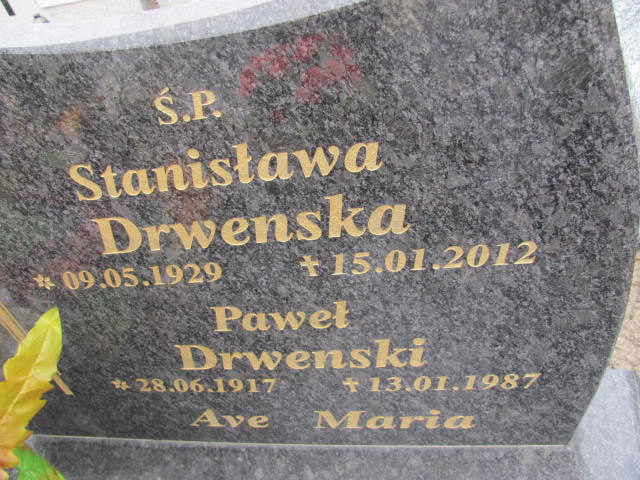 Ś.P.
Stanisława
Drwenska
* 09.05.1929 † 15.01.2012
Paweł
Drwenski
* 28.06.1917 † 13.01.1987
Ave Maria